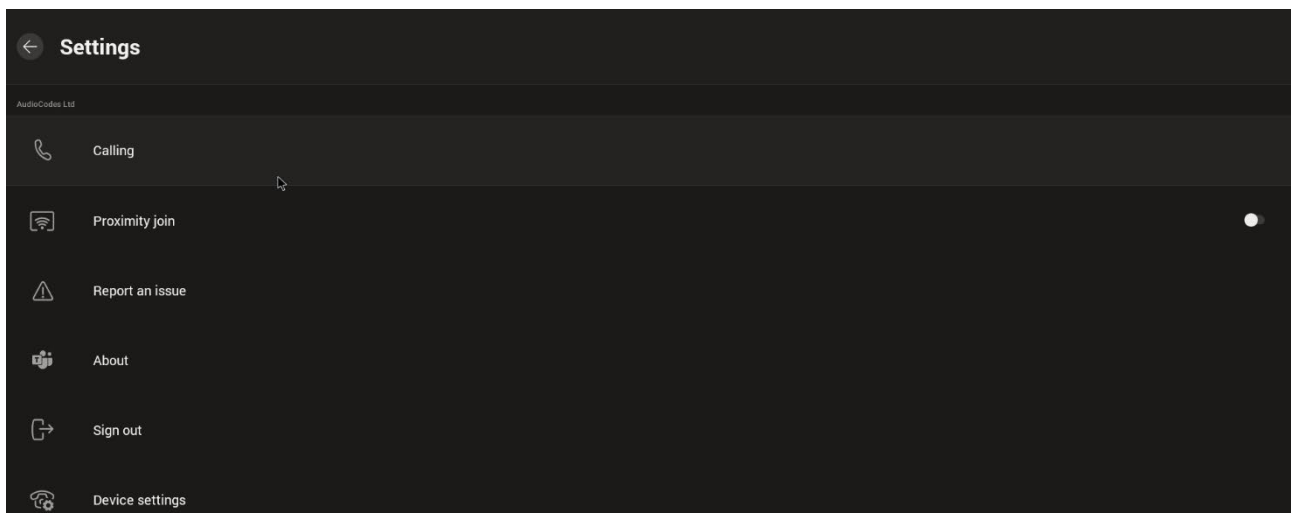 Settings
AudioCodes Ltd
Calling
Proximity join
Report an issue
About
Sign out
Device settings